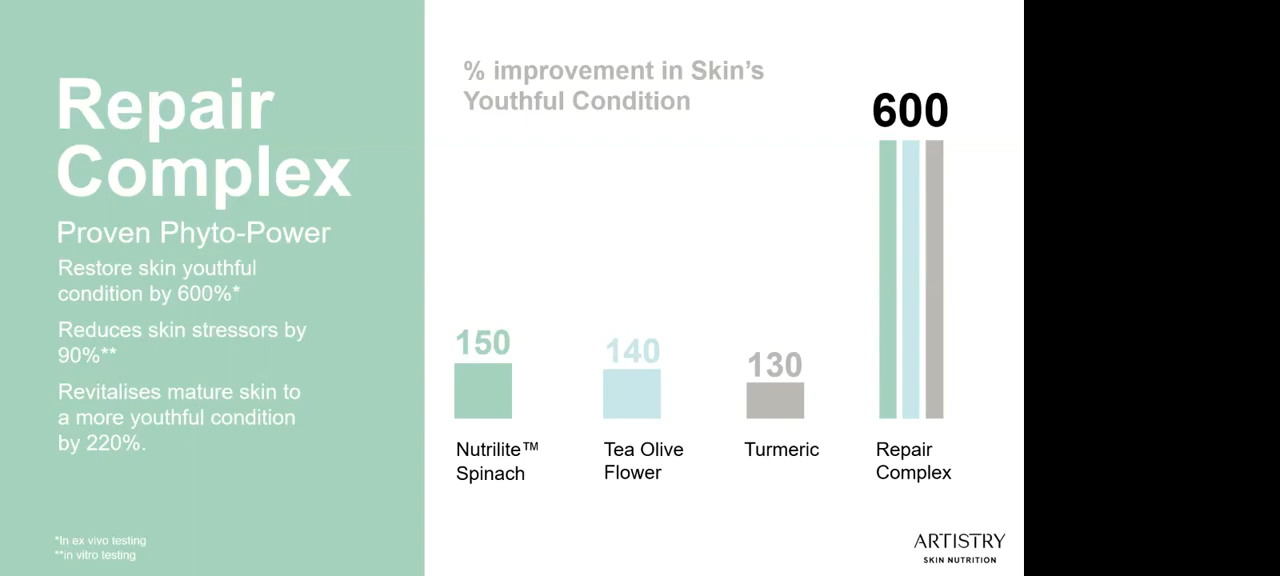 Repair
Complex
Proven Phyto-Power
Restore skin youthful
condition by 600%*
Reduces skin stressors by
90%**
Revitalises mature skin to
a more youthful condition
by 220%.
*In ex vivo testing
**in vitro testing
% improvement in Skin's
Youthful Condition
150
140
130
600
Nutrilite™
Spinach
Tea Olive
Flower
Turmeric
Repair
Complex
ARTISTRY
SKIN NUTRITION